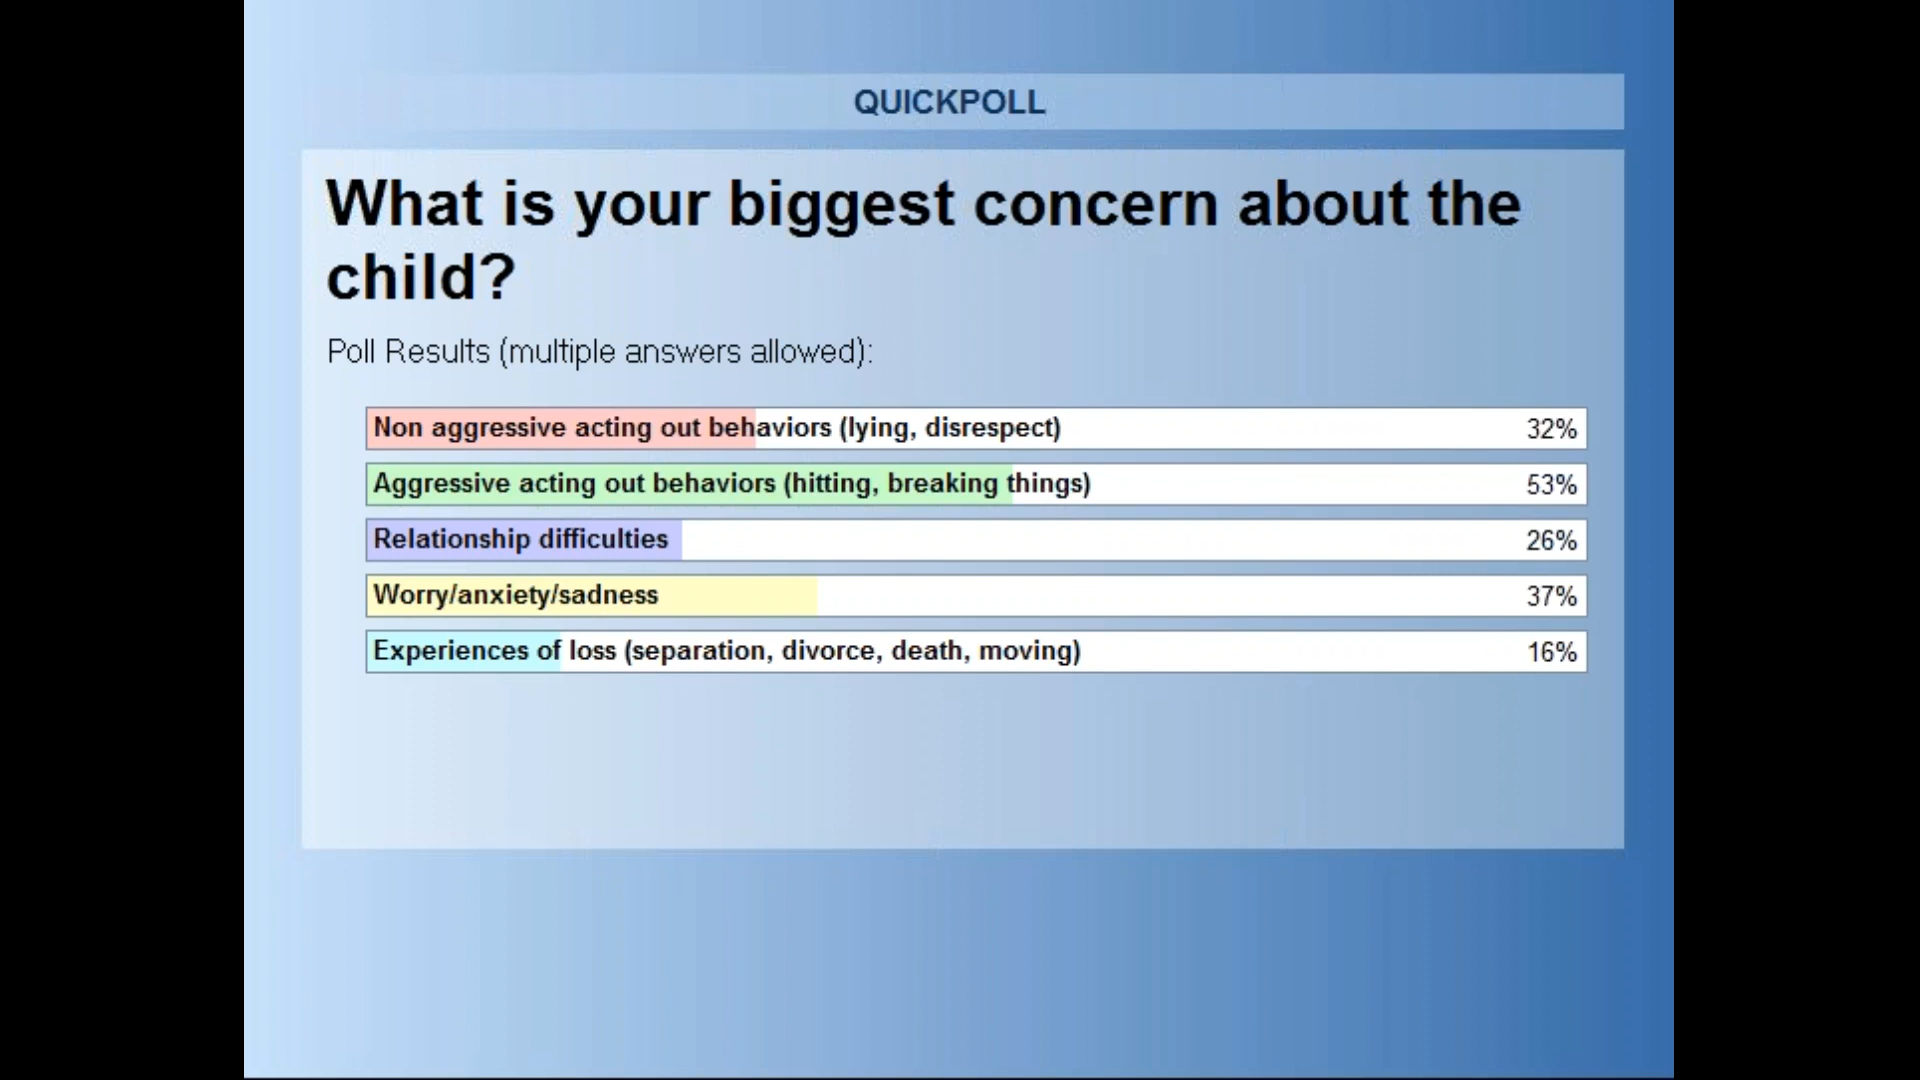 QUICKPOLL
What is your biggest concern about the
child?
Poll Results (multiple answers allowed):
Non aggressive acting out behaviors (lying, disrespect) 32%
Aggressive acting out behaviors (hitting, breaking things) 53%
Relationship difficulties 26%
Worry/anxiety/sadness 37%
Experiences of loss (separation, divorce, death, moving) 16%